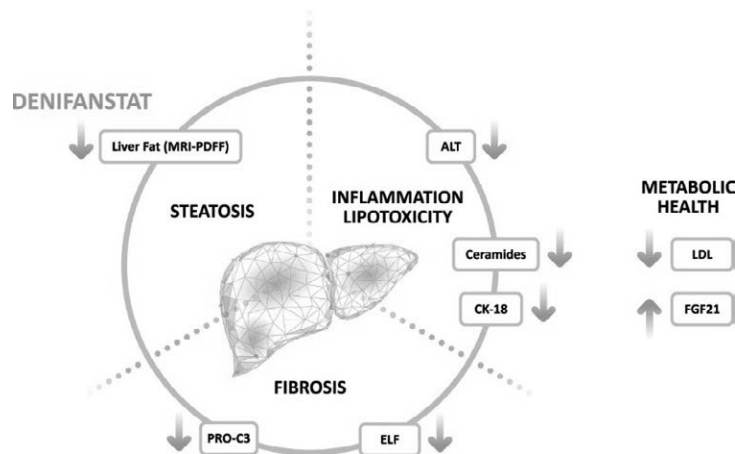 DENIFANSTAT
Liver Fat (MRI-PDFF)
ALT
STEATOSIS
INFLAMMATION
LIPOTOXICITY
METABOLIC
HEALTH
Ceramides
LDL
CK-18
FGF21
FIBROSIS
PRO-C3
ELF